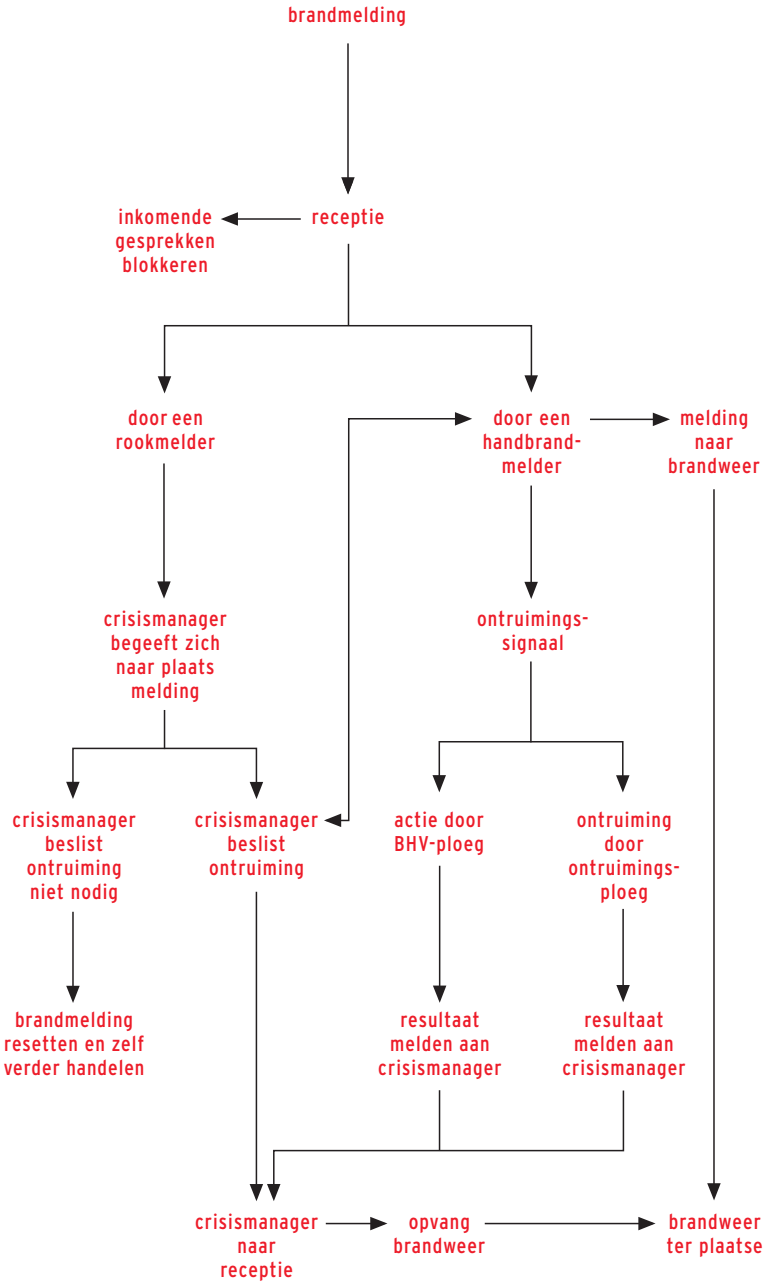 brandmelding
inkomende
gesprekken
blokkeren
receptie
door een
rookmelder
door een
handbrand-
melder
melding
naar
brandweer
crisismanager
begeeft zich
naar plaats
melding
ontruimings-
signaal
crisismanager
beslist
ontruiming
niet nodig
crisismanager
beslist
ontruiming
actie door
BHV-ploeg
ontruiming
door
ontruimings-
ploeg
brandmelding
resetten en zelf
verder handelen
resultaat
melden aan
crisismanager
resultaat
melden aan
crisismanager
crisismanager
naar
receptie
opvang
brandweer
brandweer
ter plaatse